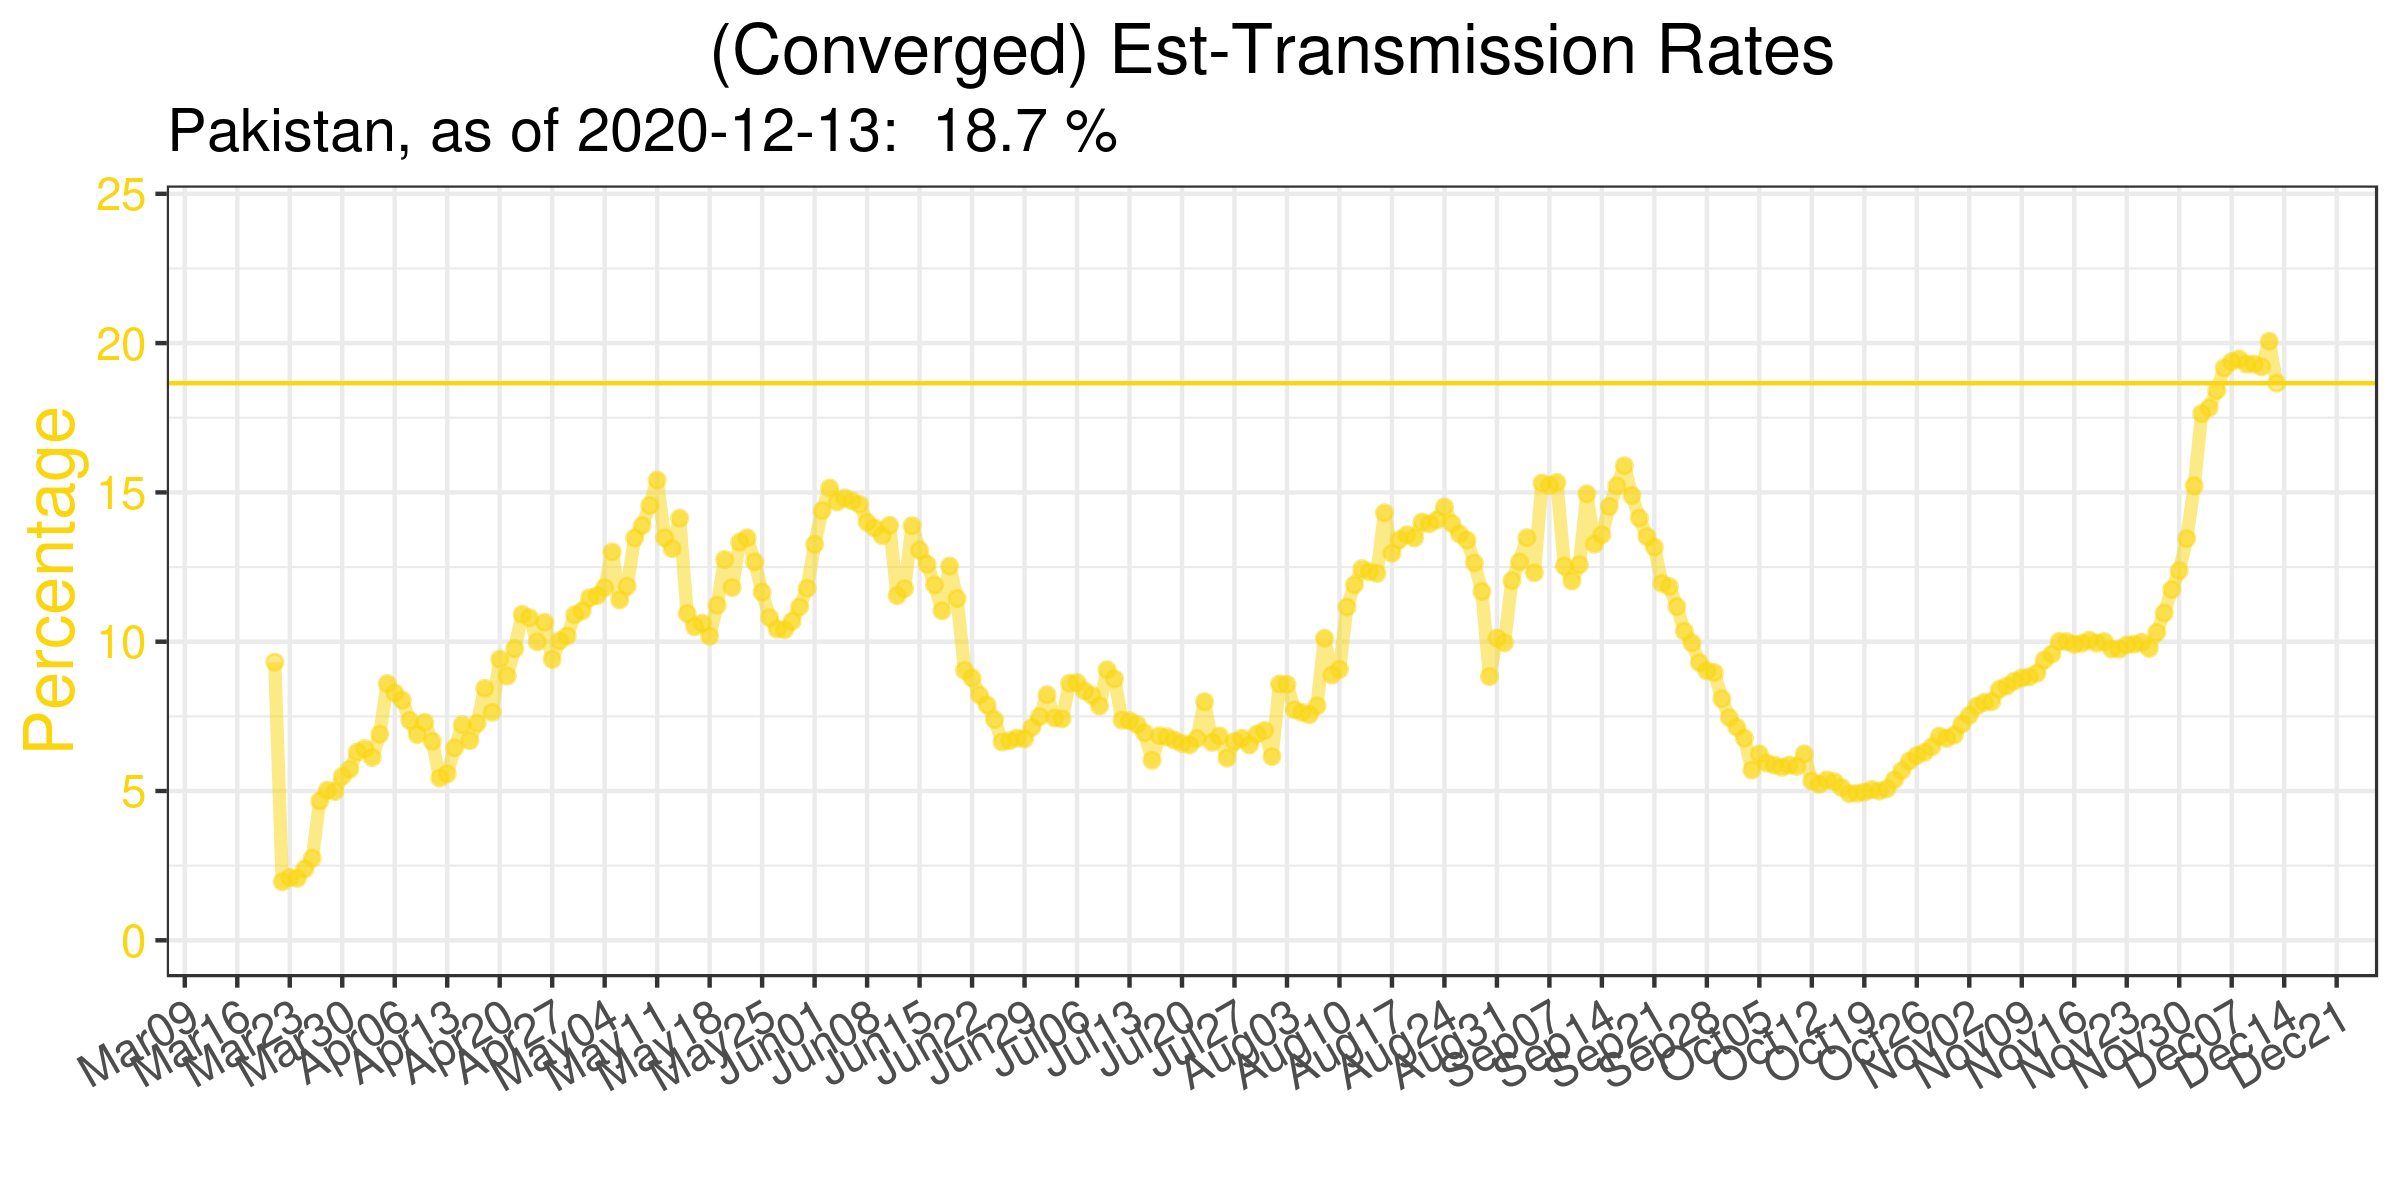 (Converged) Est-Transmission Rates
Pakistan, as of 2020-12-13:  18.7 %
Percentage
25
20
15
10
5
0
Mar09
Mar16
Mar23
Mar30
Apr06
Apr13
Apr20
Apr27
May04
May11
May18
May25
Jun01
Jun08
Jun15
Jun22
Jun29
Jul06
Jul13
Jul20
Jul27
Aug03
Aug10
Aug17
Aug24
Aug31
Sep07
Sep14
Sep21
Sep28
Oct05
Oct12
Oct19
Oct26
Nov02
Nov09
Nov16
Nov23
Nov30
Dec07
Dec14
Dec21